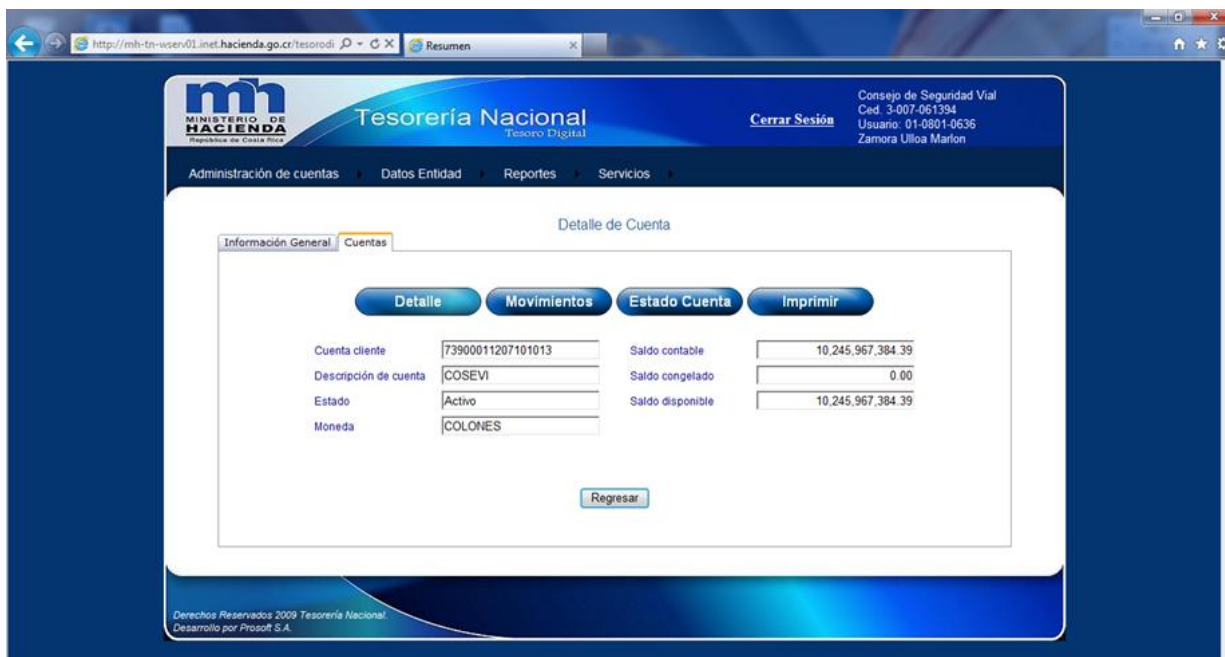 http://mh-tn-wserv01.inet.hacienda.go.cr/tesorodi
Resumen
mh
MINISTERIO DE
HACIENDA
República de Costa Rica
Tesorería Nacional
Tesoro Digital
Cerrar Sesión
Consejo de Seguridad Vial
Ced. 3-007-061394
Usuario: 01-0801-0636
Zamora Ulloa Marlon
Administración de cuentas Datos Entidad Reportes Servicios
Detalle de Cuenta
Información General Cuentas
Detalle Movimientos Estado Cuenta Imprimir
Cuenta cliente 73900011207101013 Saldo contable 10,245,967,384.39
Descripción de cuenta COSEVI Saldo congelado 0.00
Estado Activo Saldo disponible 10,245,967,384.39
Moneda COLONES
Regresar
Derechos Reservados 2009 Tesorería Nacional.
Desarrollo por Prosoft S.A.